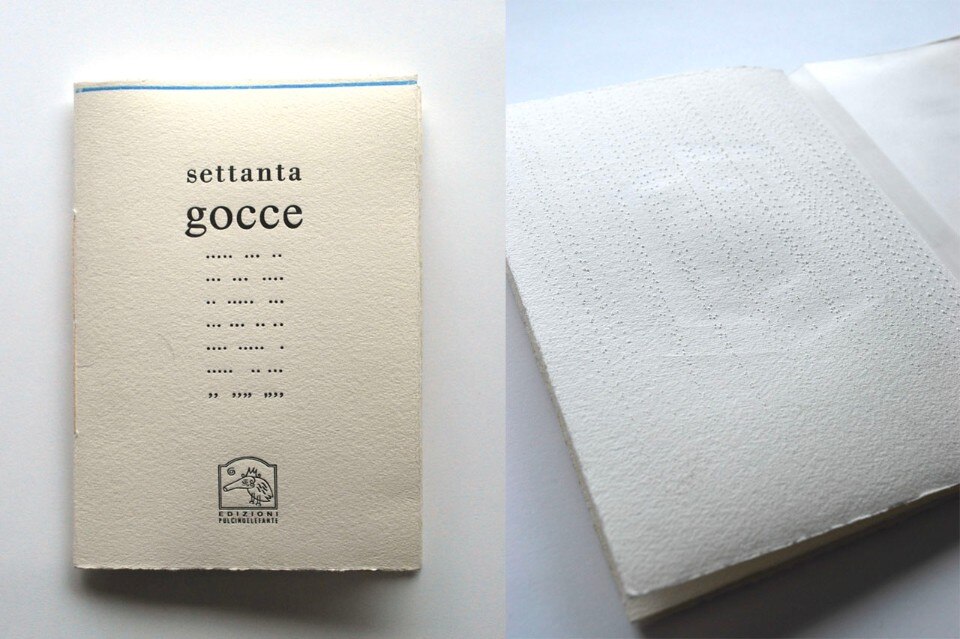 settanta
gocce
..... ... ..
... ... ....
.. ..... ...
... ... .. ..
.... ..... .
..... .. ...
,, ,,,, ,,,,
EDIZIONI
PULCINOELEFANTE